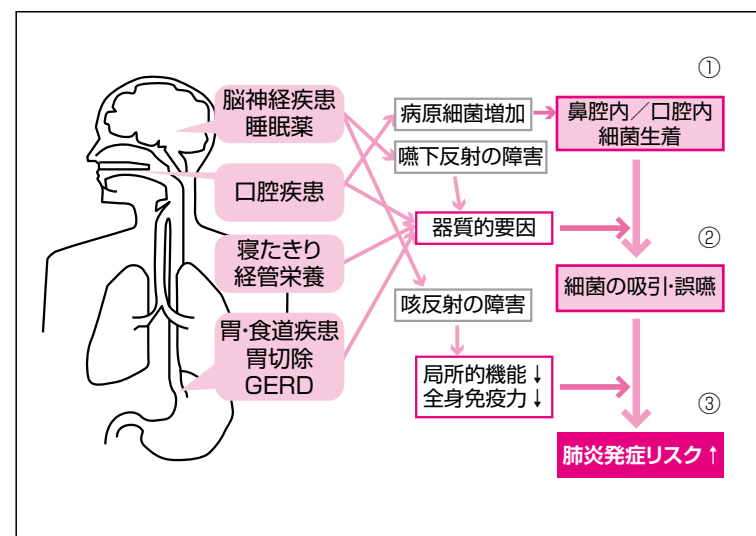 脳神経疾患
睡眠薬
口腔疾患
寝たきり
経管栄養
胃・食道疾患
胃切除
GERD
病原細菌増加
嚥下反射の障害
器質的要因
咳反射の障害
局所的機能↓
全身免疫力↓
①
鼻腔内／口腔内
細菌生着
②
細菌の吸引・誤嚥
③
肺炎発症リスク↑